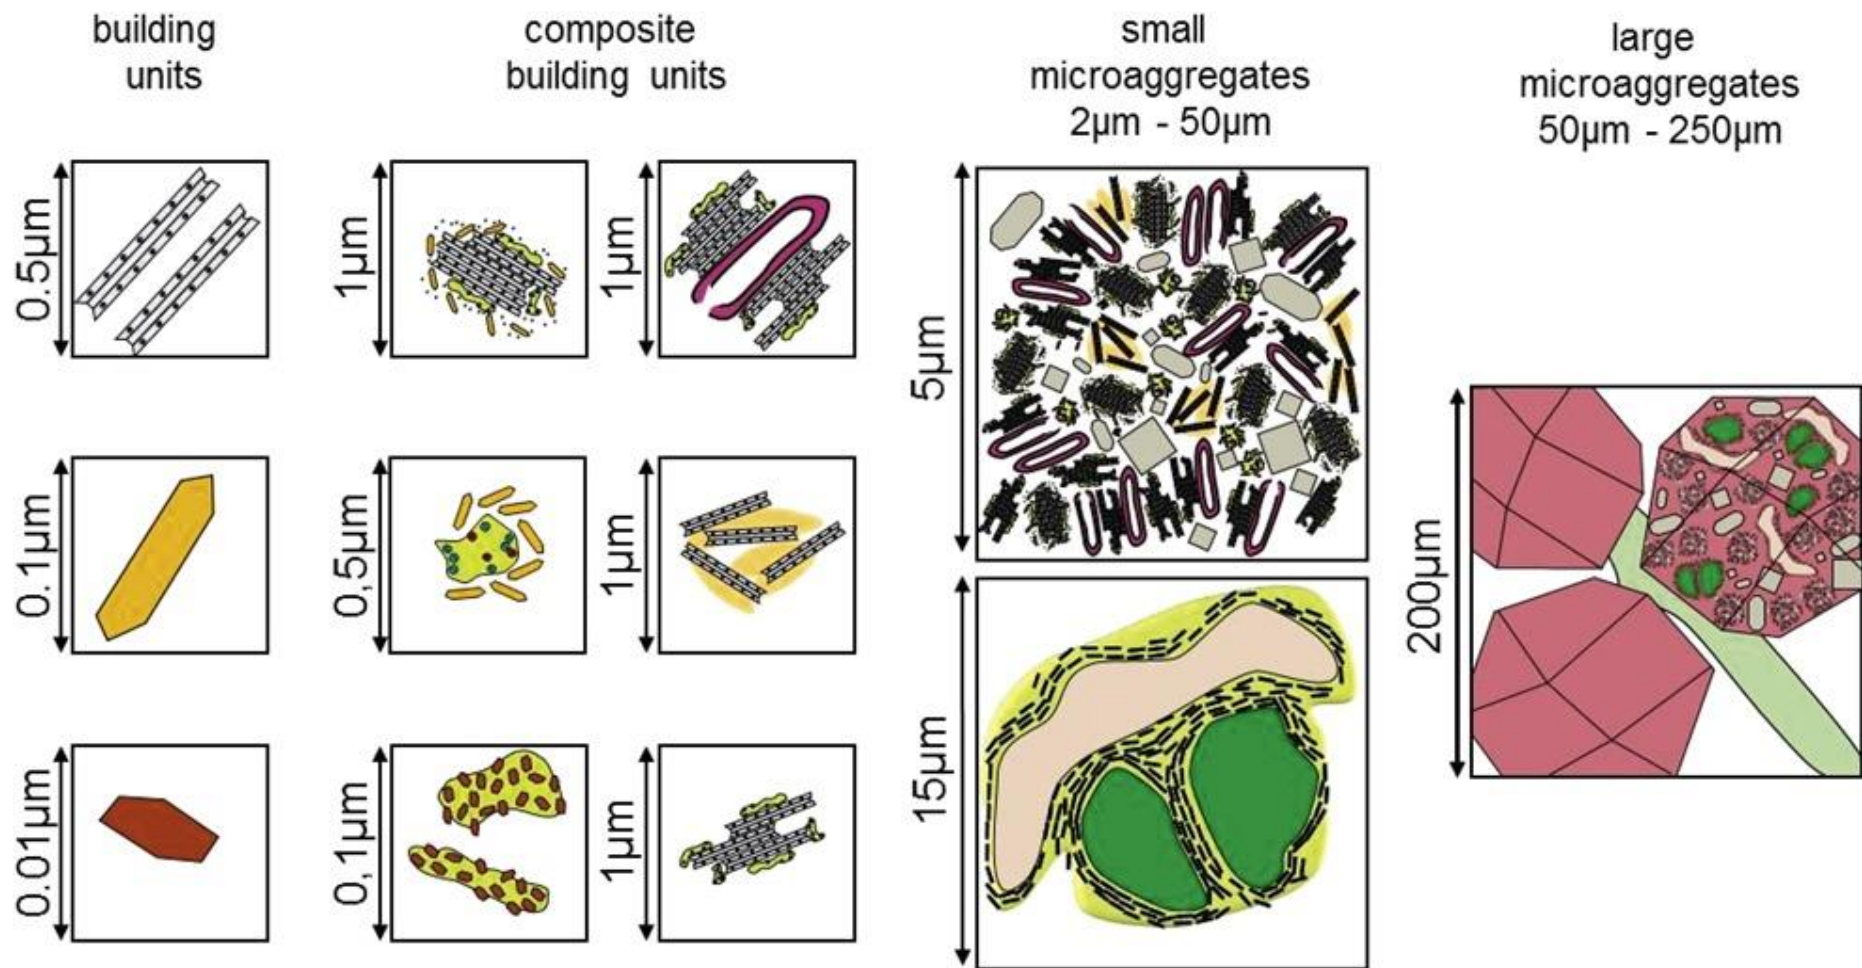 building
units
composite
building units
small
microaggregates
2µm - 50µm
large
microaggregates
50µm - 250µm
0.5µm
1µm
1µm
5µm
0.1µm
0,5µm
1µm
200µm
0.01µm
0,1µm
1µm
15µm